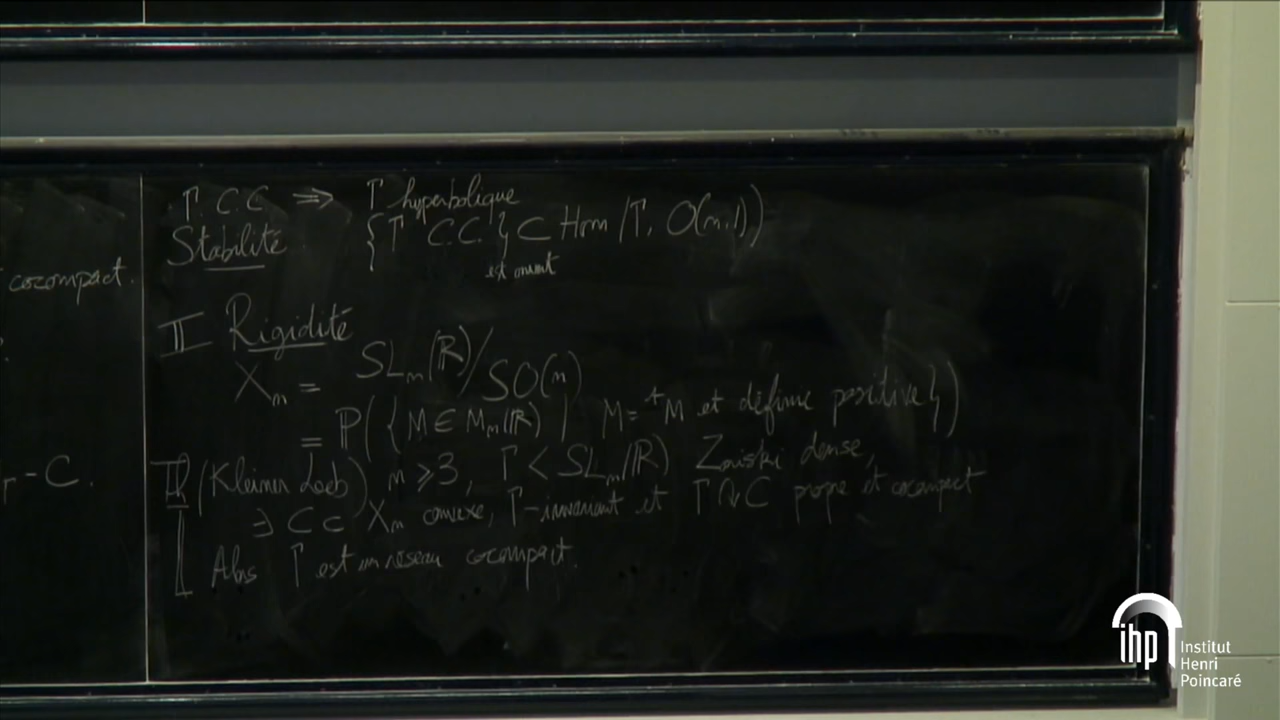 Γ C.C ⇒ Γ hyperbolique
Stabilité {Γ C.C.} ⊂ Hom(Γ, O(n,1))
est ouvert
cocompact.
II Rigidité
X_n = SL_n(ℝ)/SO(n)
= P({M ∈ M_n(ℝ) | M = ᵗM et définie positive})
- C.
Th (Kleiner Leeb) n ⩾ 3, Γ < SL_n(ℝ) Zariski dense,
∃ C ⊂ X_n convexe, Γ-invariant et Γ ↷ C propre et cocompact
Alors Γ est un réseau cocompact.
ihp
Institut
Henri
Poincaré